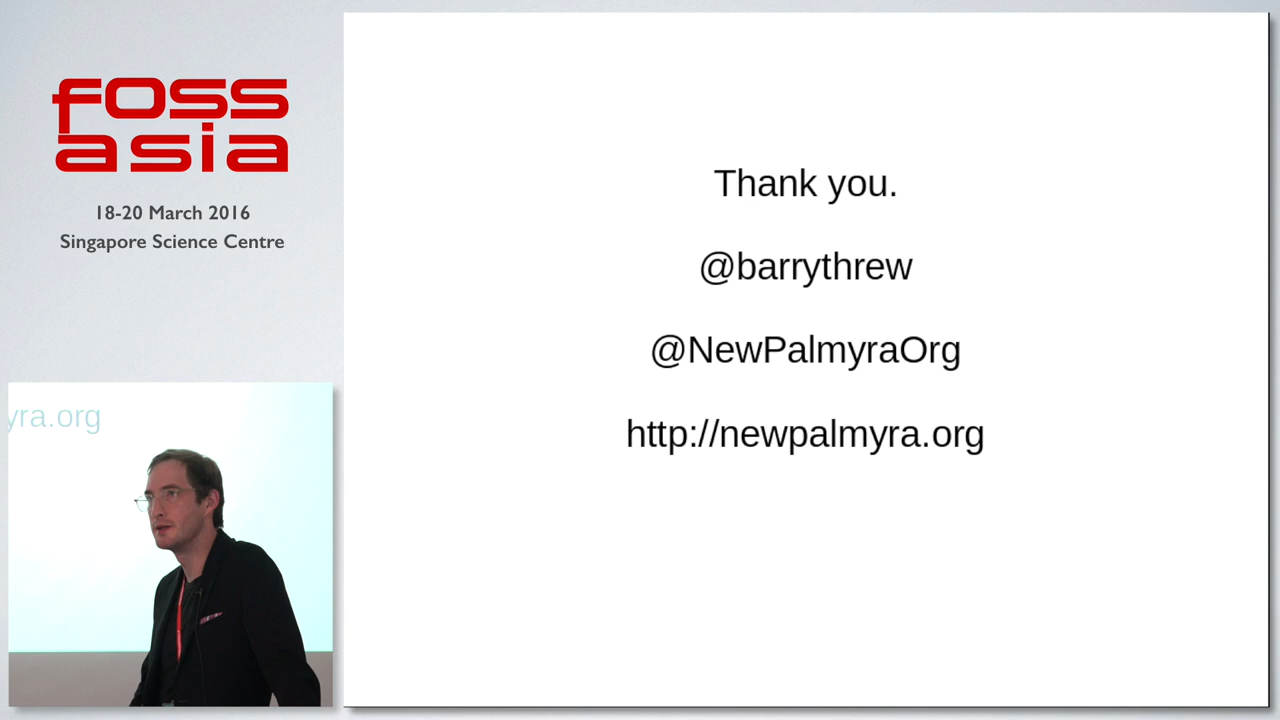 foss
asia
18-20 March 2016
Singapore Science Centre
Thank you.
@barrythrew
@NewPalmyraOrg
http://newpalmyra.org
yra.org